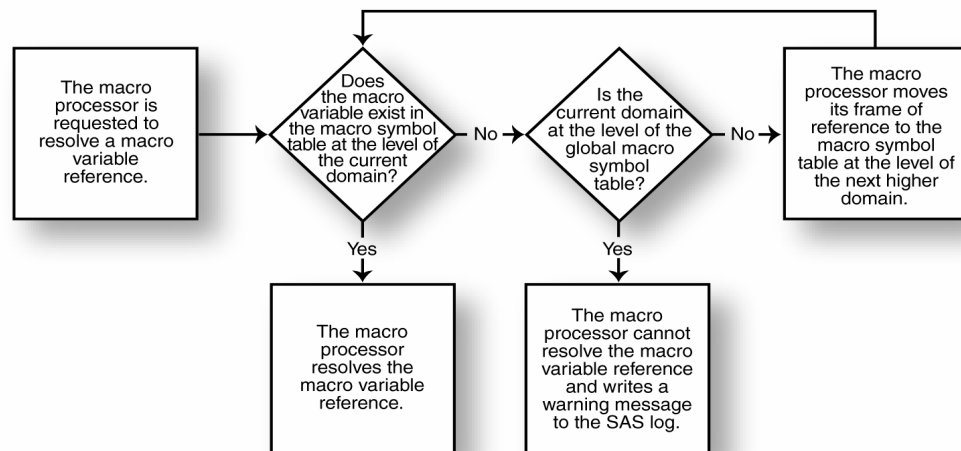 The macro
processor is
requested to
resolve a macro
variable
reference.
Does
the macro
variable exist in
the macro symbol
table at the level of
the current
domain?
No
Is the
current domain
at the level of the
global macro
symbol
table?
No
The macro
processor moves
its frame of
reference to the
macro symbol
table at the level of
the next higher
domain.
Yes
Yes
The macro
processor
resolves the
macro variable
reference.
The macro
processor cannot
resolve the macro
variable reference
and writes a
warning message
to the SAS log.